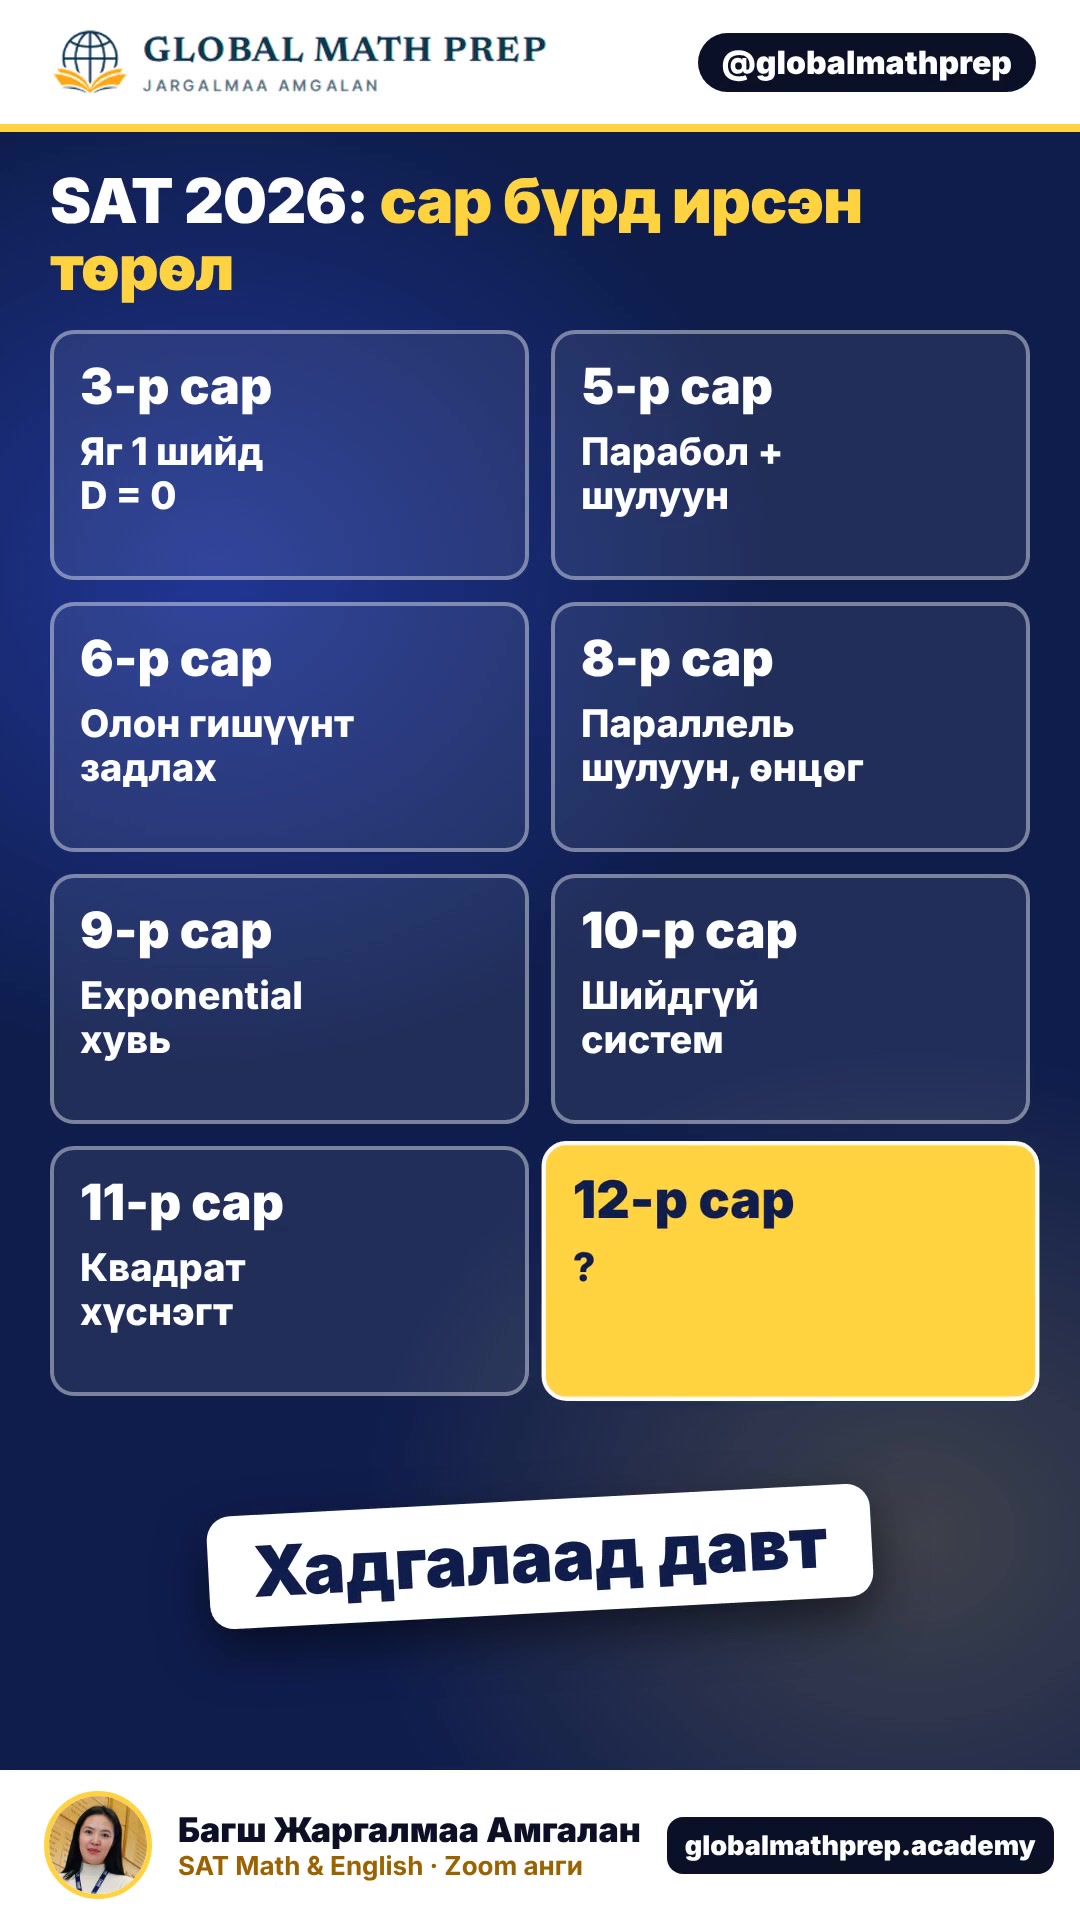 GLOBAL MATH PREP
JARGALMAA AMGALAN
@globalmathprep
SAT 2026: сар бүрд ирсэн
төрөл
3-р сар
Яг 1 шийд
D = 0
5-р сар
Парабол +
шулуун
6-р сар
Олон гишүүнт
задлах
8-р сар
Параллель
шулуун, өнцөг
9-р сар
Exponential
хувь
10-р сар
Шийдгүй
систем
11-р сар
Квадрат
хүснэгт
12-р сар
?
Хадгалаад давт
Багш Жаргалмаа Амгалан
SAT Math & English · Zoom анги
globalmathprep.academy